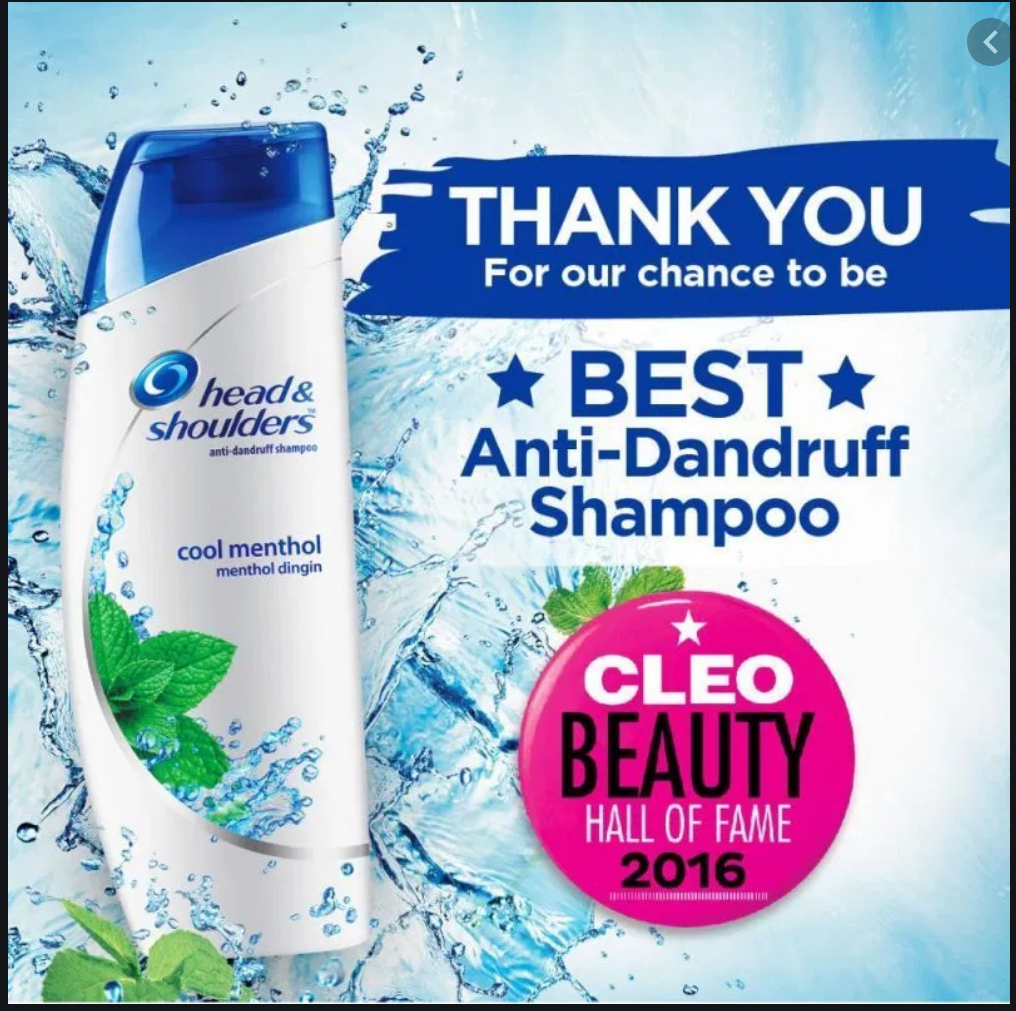 THANK YOU
For our chance to be
BEST
Anti-Dandruff
Shampoo
head &
shoulders™
anti-dandruff shampoo
cool menthol
menthol dingin
CLEO
BEAUTY
HALL OF FAME
2016